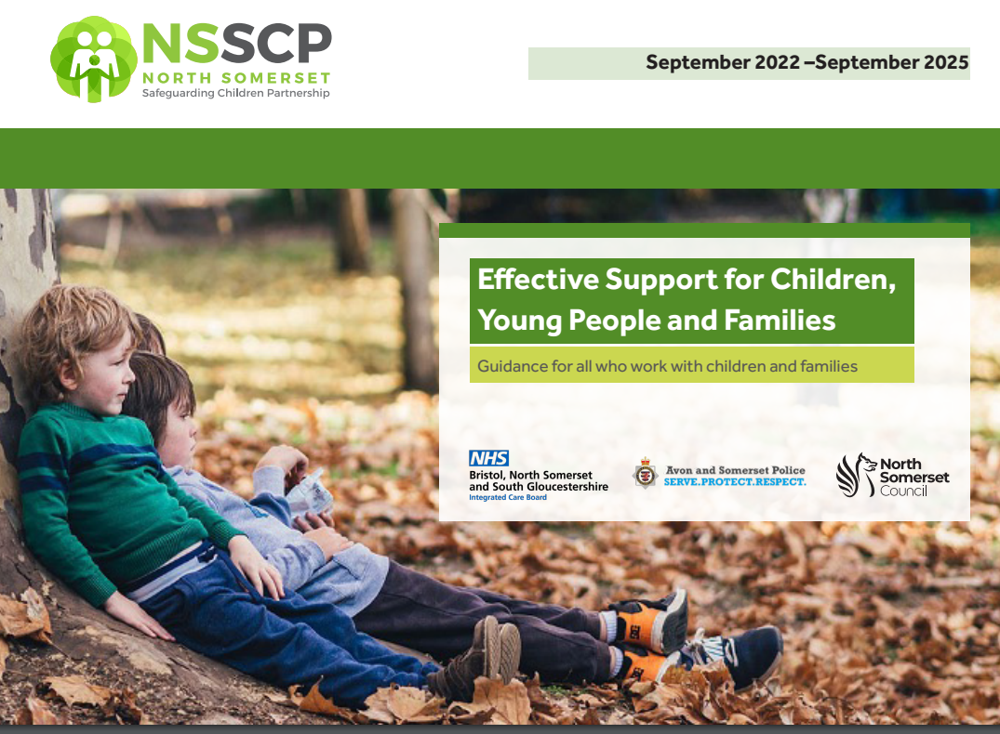 NSSCP
NORTH SOMERSET
Safeguarding Children Partnership
September 2022 –September 2025
Effective Support for Children,
Young People and Families
Guidance for all who work with children and families
NHS
Bristol, North Somerset
and South Gloucestershire
Integrated Care Board
Avon and Somerset Police
SERVE.PROTECT.RESPECT.
North
Somerset
Council